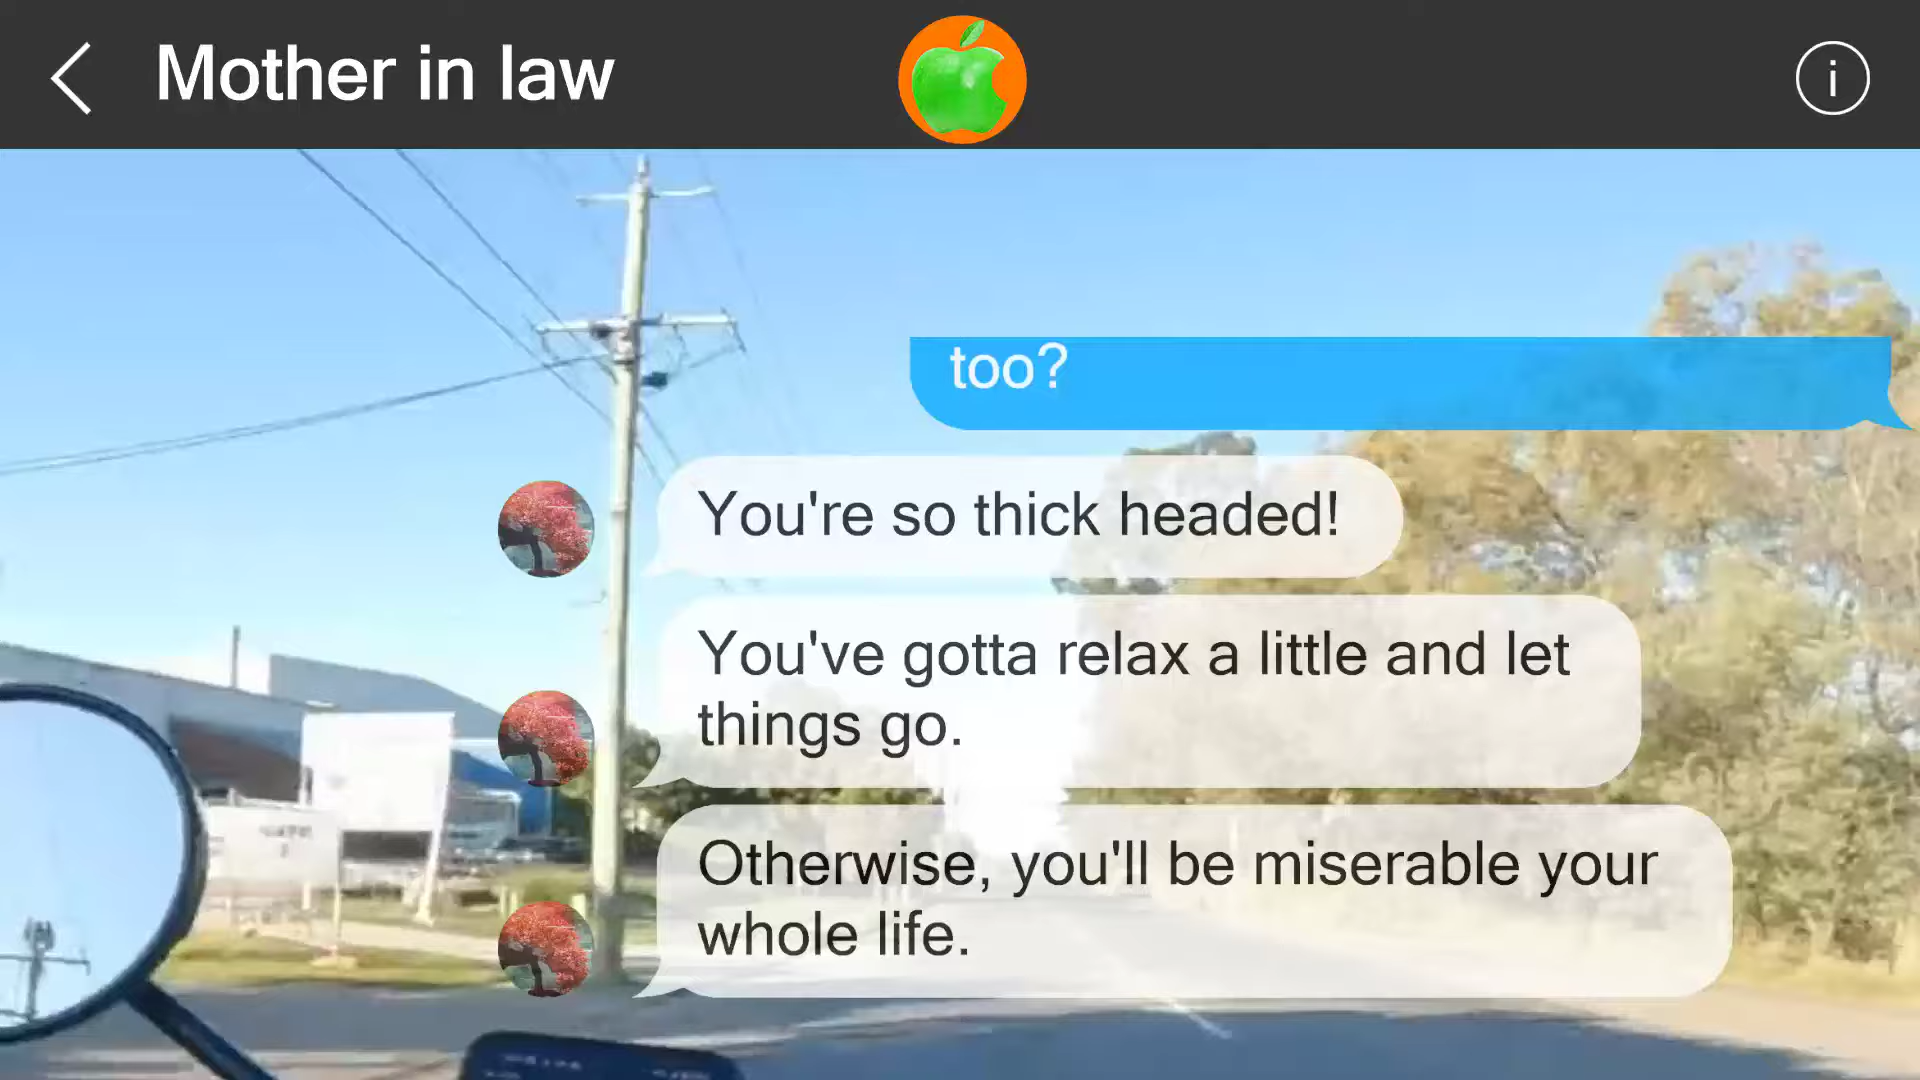 Mother in law
i
too?
You're so thick headed!
You've gotta relax a little and let
things go.
Otherwise, you'll be miserable your
whole life.